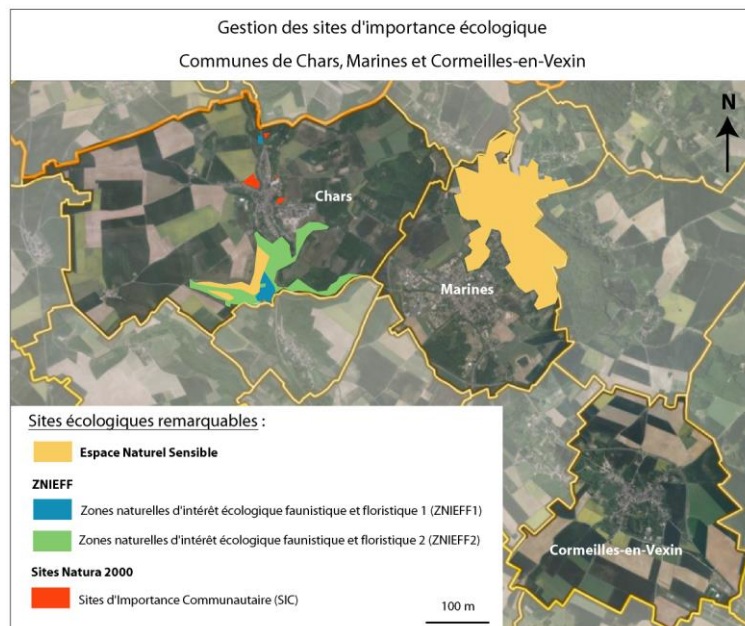 Gestion des sites d'importance écologique
Communes de Chars, Marines et Cormeilles-en-Vexin
N
Chars
Marines
Cormeilles-en-Vexin
Sites écologiques remarquables :
Espace Naturel Sensible
ZNIEFF
Zones naturelles d'intérêt écologique faunistique et floristique 1 (ZNIEFF1)
Zones naturelles d'intérêt écologique faunistique et floristique 2 (ZNIEFF2)
Sites Natura 2000
Sites d'Importance Communautaire (SIC)
100 m